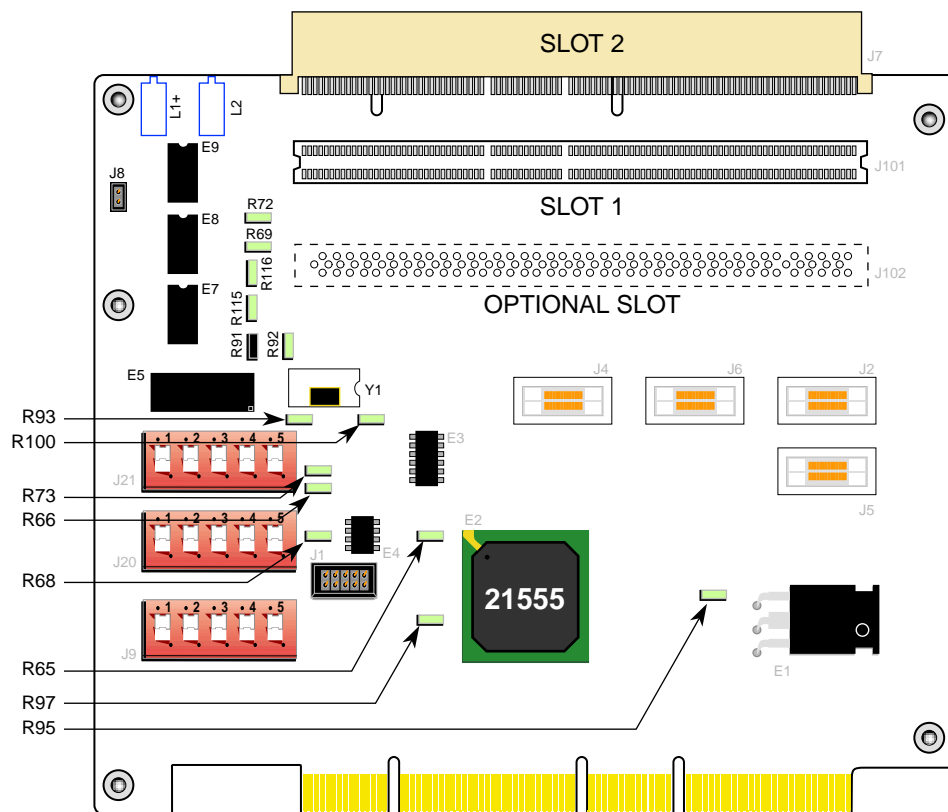 SLOT 2
J7
L1+
L2
E9
J8
J101
SLOT 1
R72
E8
R69
R116
J102
E7
R115
OPTIONAL SLOT
R91
R92
E5
Y1
J4
J6
J2
R93
R100
1 2 3 4 5
E3
J21
R73
R66
1 2 3 4 5
E2
J5
J20
J1
E4
R68
21555
1 2 3 4 5
J9
R65
E1
R97
R95